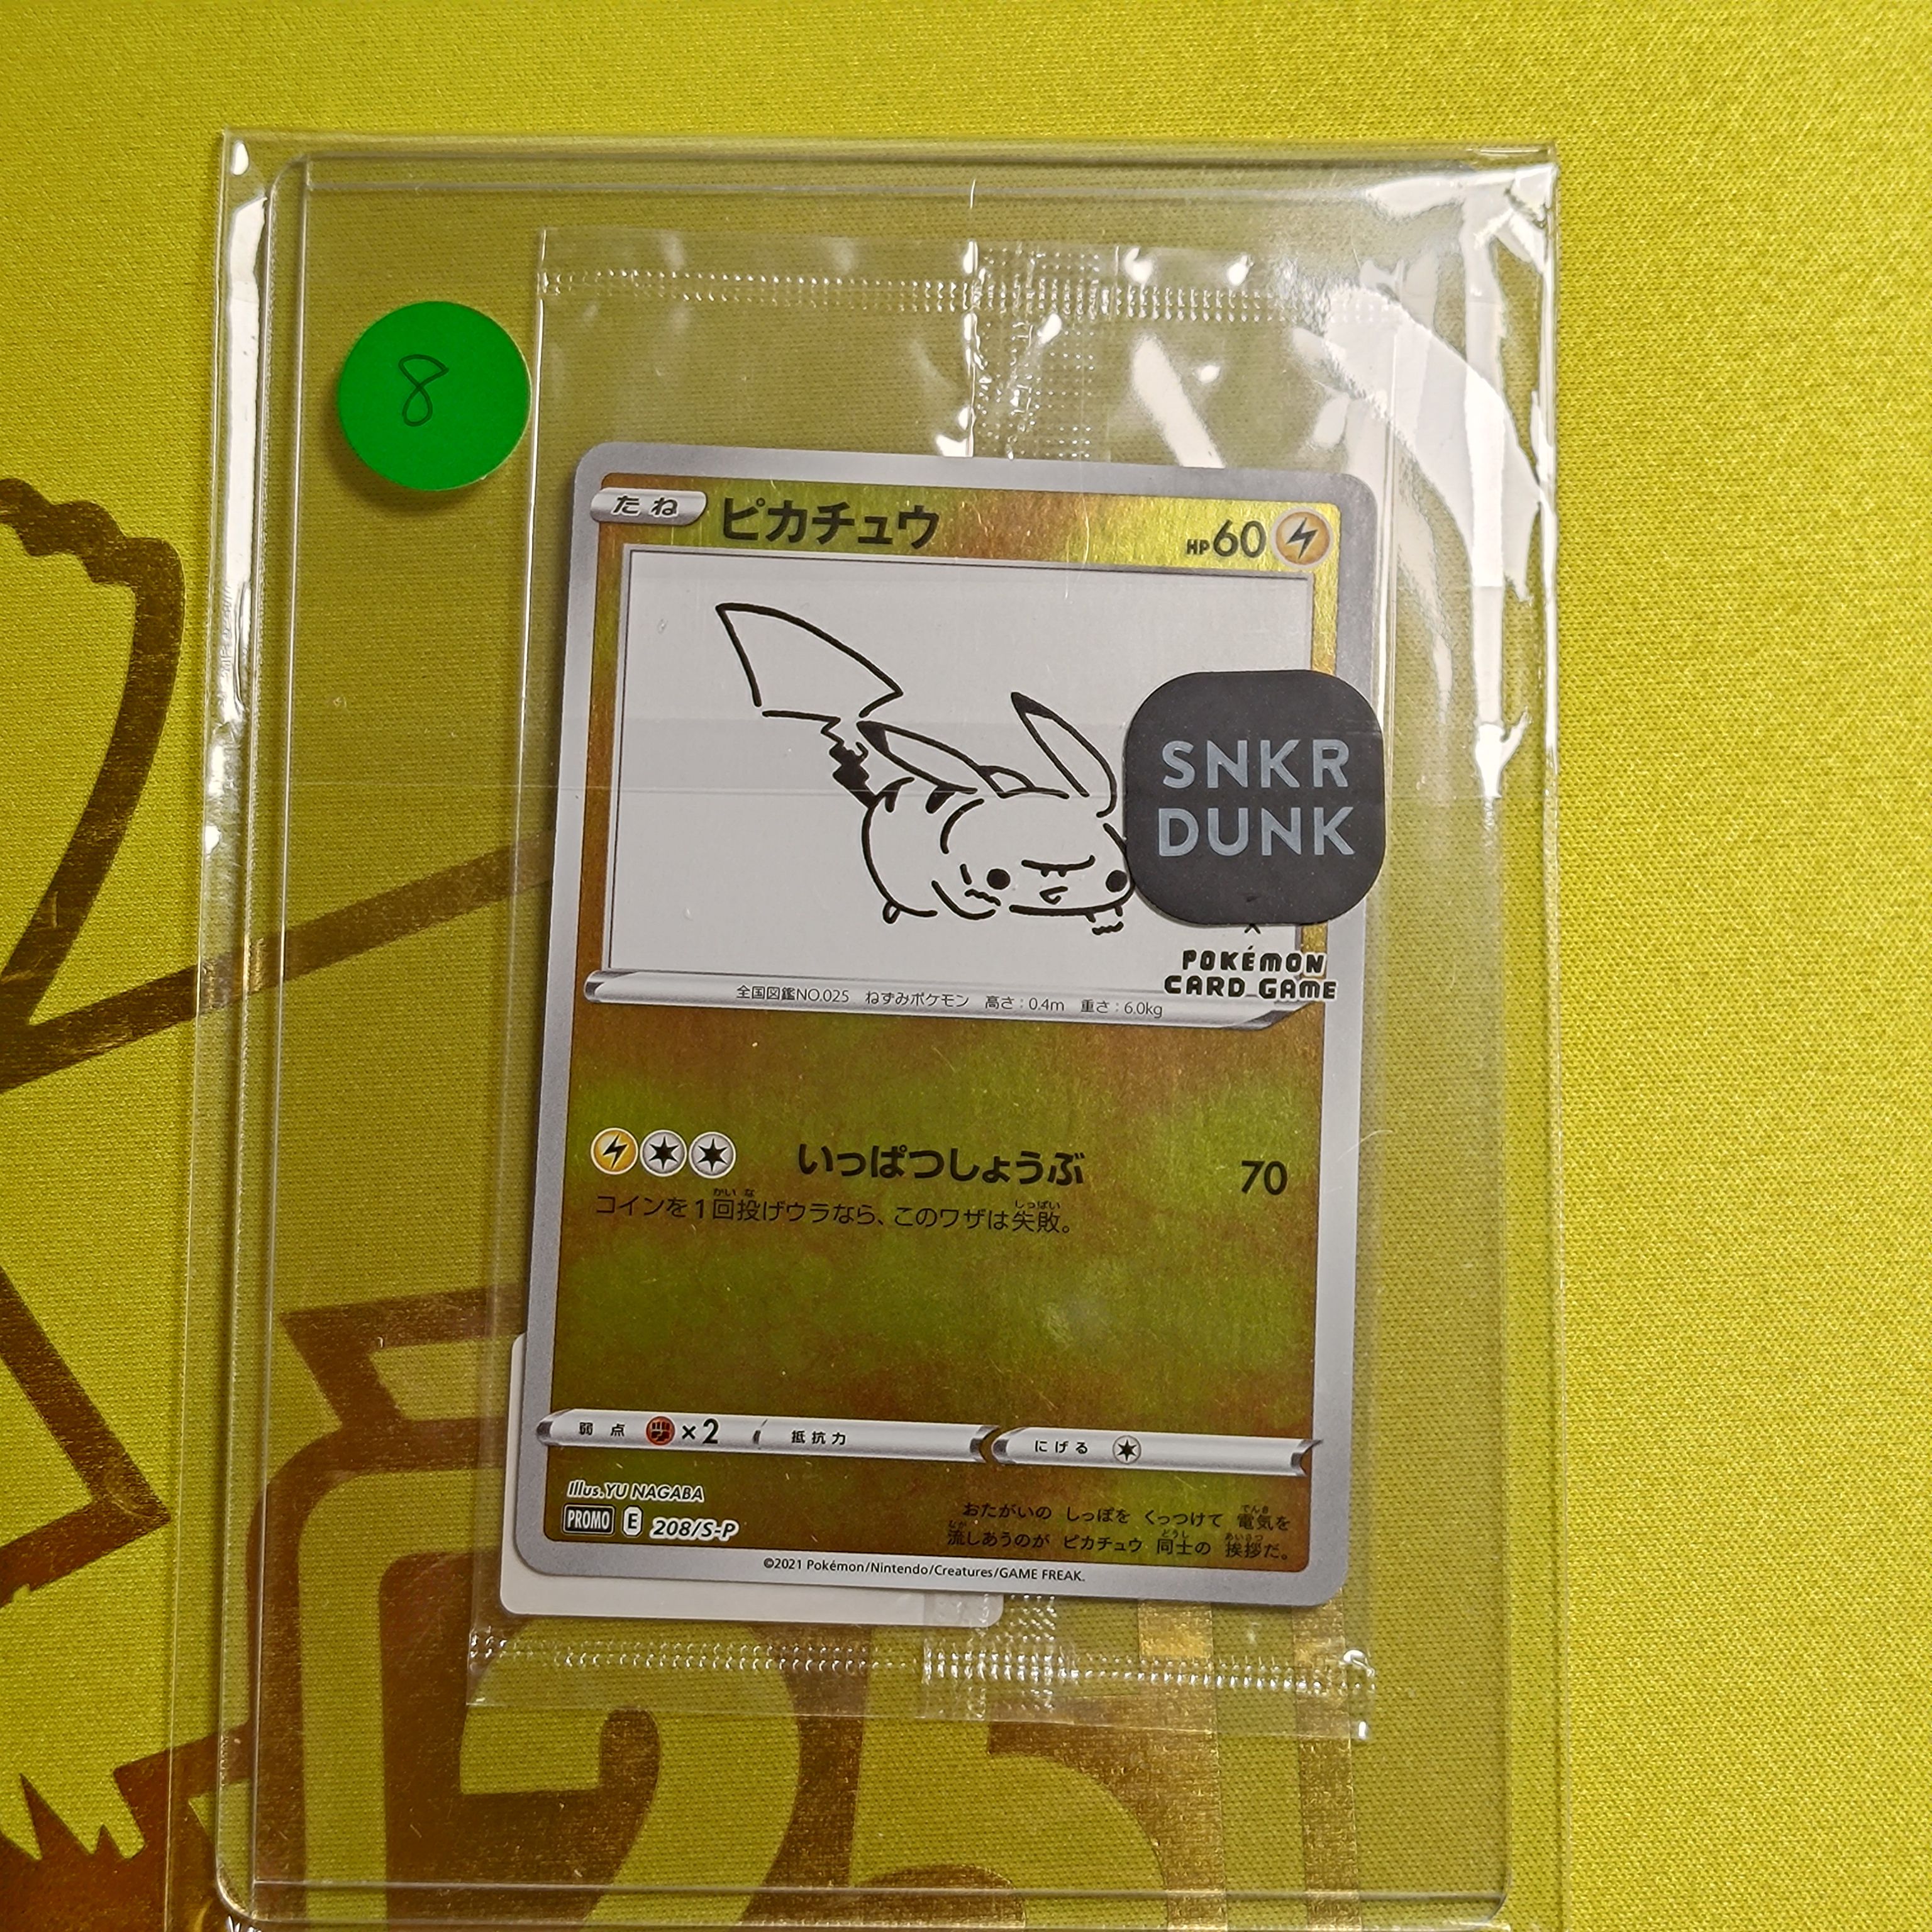 8
たね ピカチュウ HP60
SNKR
DUNK
×
POKÉMON
CARD GAME
全国図鑑NO.025 ねずみポケモン 高さ:0.4m 重さ:6.0kg
いっぱつしょうぶ 70
コインを1回投げウラなら、このワザは失敗。
弱点 ×2 抵抗力 にげる
Illus.YU NAGABA
PROMO E 208/S-P
おたがいの しっぽを くっつけて 電気を
流しあうのが ピカチュウ 同士の 挨拶だ。
©2021 Pokémon/Nintendo/Creatures/GAME FREAK.
25